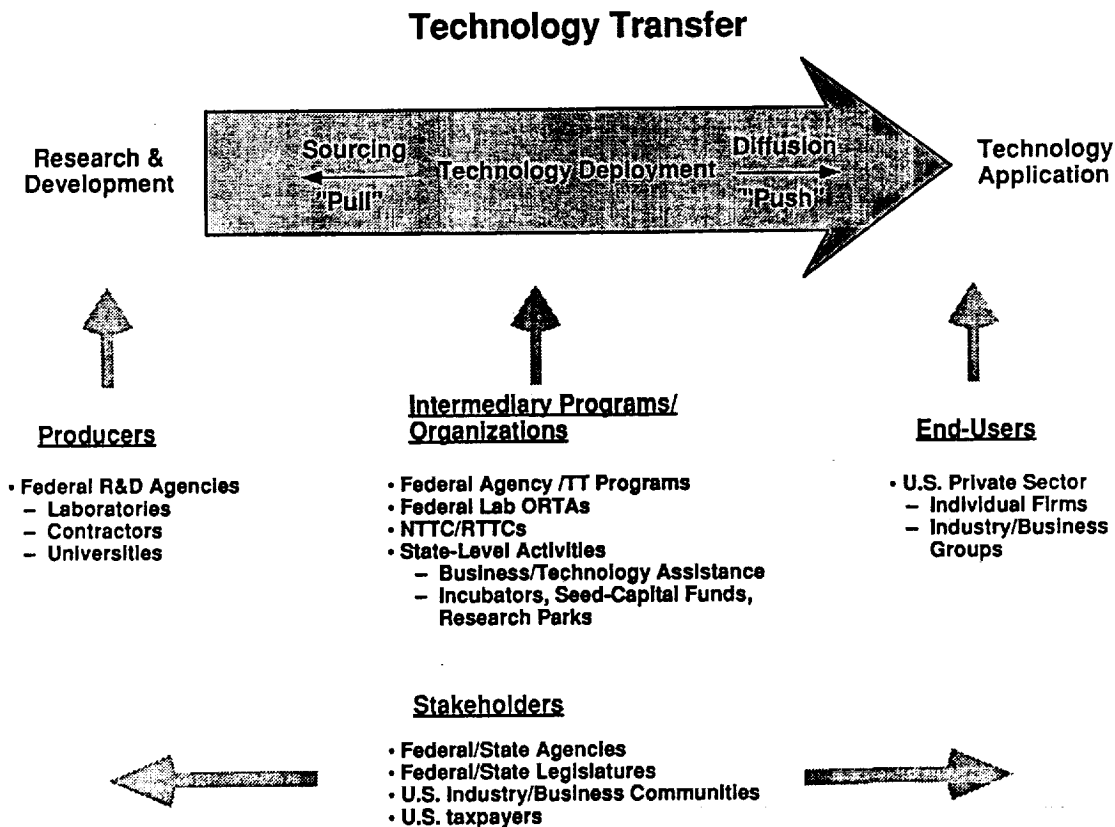 Technology Transfer
Research &
Development
Sourcing
"Pull"
Technology Deployment
Diffusion
"Push"
Technology
Application
Producers
• Federal R&D Agencies
– Laboratories
– Contractors
– Universities
Intermediary Programs/
Organizations
• Federal Agency /TT Programs
• Federal Lab ORTAs
• NTTC/RTTCs
• State-Level Activities
– Business/Technology Assistance
– Incubators, Seed-Capital Funds,
Research Parks
End-Users
• U.S. Private Sector
– Individual Firms
– Industry/Business
Groups
Stakeholders
• Federal/State Agencies
• Federal/State Legislatures
• U.S. Industry/Business Communities
• U.S. taxpayers